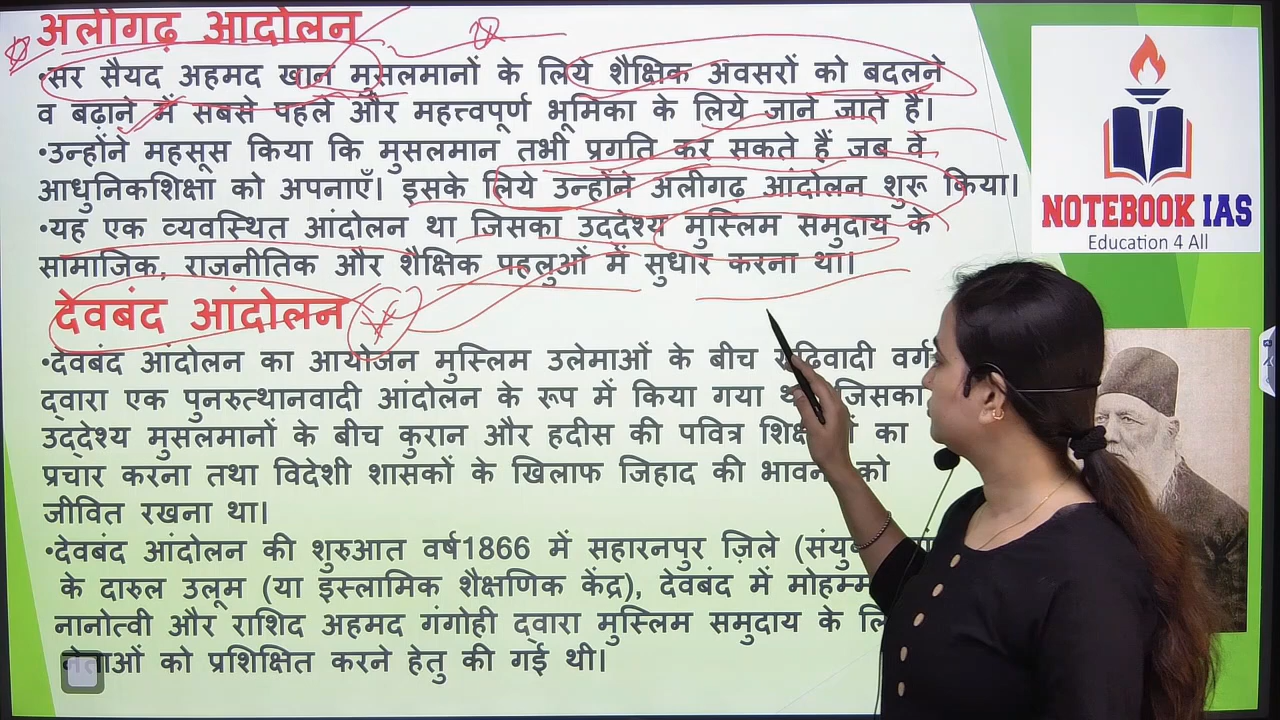 अलीगढ़ आंदोलन
•सर सैयद अहमद खान मुसलमानों के लिये शैक्षिक अवसरों को बदलने
व बढ़ाने में सबसे पहले और महत्त्वपूर्ण भूमिका के लिये जाने जाते हैं।
•उन्होंने महसूस किया कि मुसलमान तभी प्रगति कर सकते हैं जब वे
आधुनिकशिक्षा को अपनाएँ। इसके लिये उन्होंने अलीगढ़ आंदोलन शुरू किया।
•यह एक व्यवस्थित आंदोलन था जिसका उद्देश्य मुस्लिम समुदाय के
सामाजिक, राजनीतिक और शैक्षिक पहलुओं में सुधार करना था।
देवबंद आंदोलन
•देवबंद आंदोलन का आयोजन मुस्लिम उलेमाओं के बीच रूढ़िवादी वर्ग
द्वारा एक पुनरुत्थानवादी आंदोलन के रूप में किया गया जिसका
उद्देश्य मुसलमानों के बीच कुरान और हदीस की पवित्र का
प्रचार करना तथा विदेशी शासकों के खिलाफ जिहाद की को
जीवित रखना था।
•देवबंद आंदोलन की शुरुआत वर्ष1866 में सहारनपुर ज़िले
के दारुल उलूम (या इस्लामिक शैक्षणिक केंद्र), देवबंद में
नानोत्वी और राशिद अहमद गंगोही द्वारा मुस्लिम समुदाय के
नेताओं को प्रशिक्षित करने हेतु की गई थी।
NOTEBOOK IAS
Education 4 All